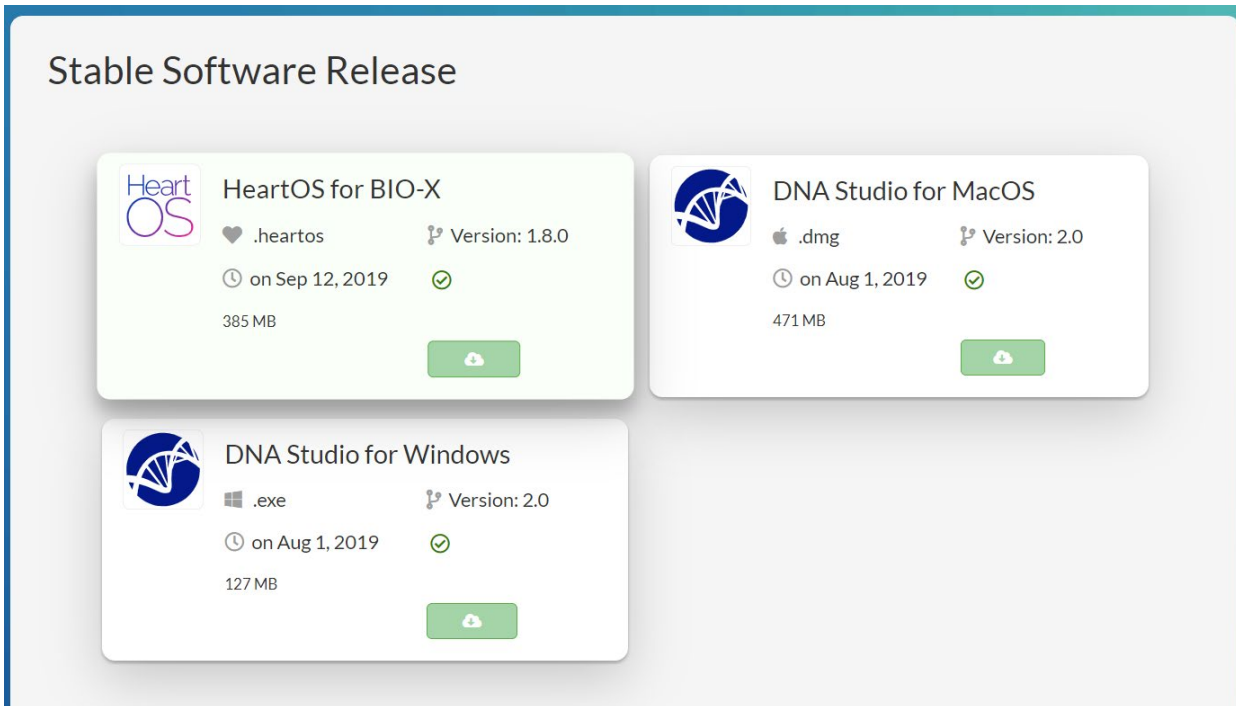 Stable Software Release
Heart
OS
HeartOS for BIO-X
.heartos
Version: 1.8.0
on Sep 12, 2019
385 MB
DNA Studio for MacOS
.dmg
Version: 2.0
on Aug 1, 2019
471 MB
DNA Studio for Windows
.exe
Version: 2.0
on Aug 1, 2019
127 MB